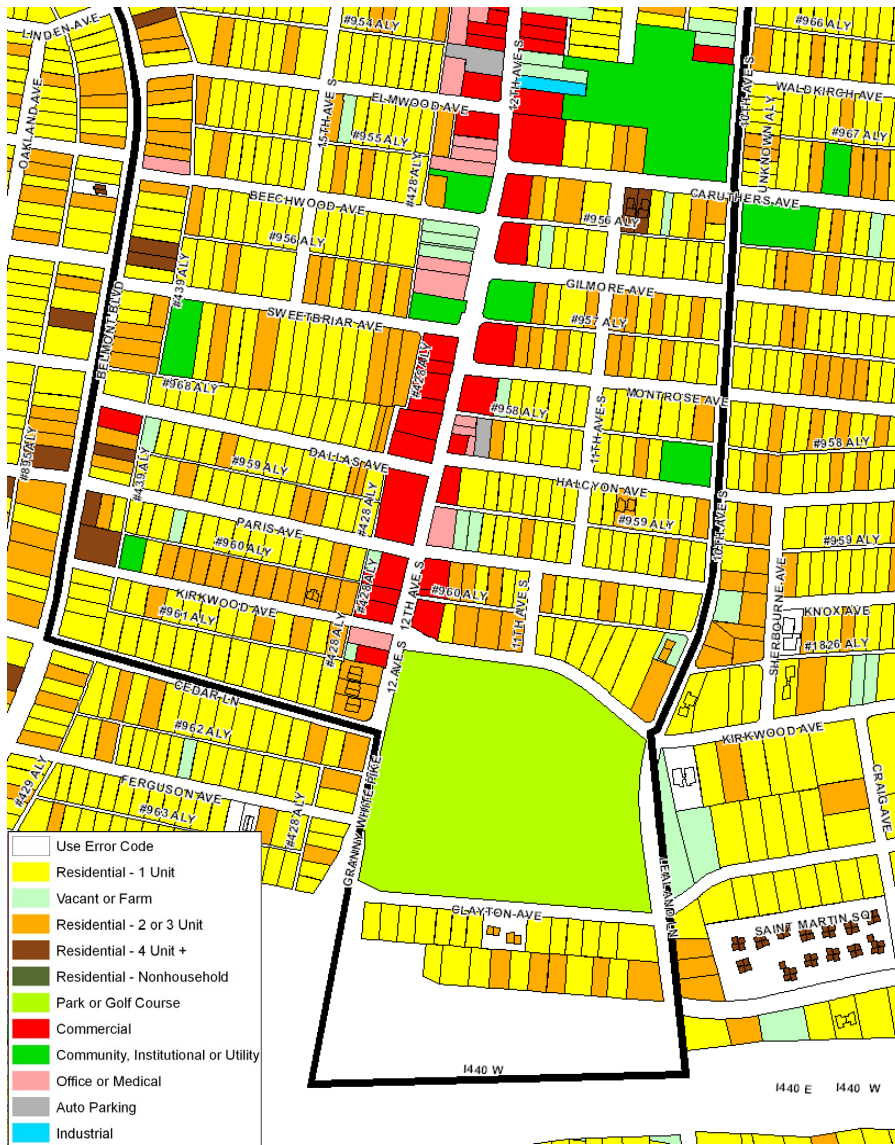 LINDEN AVE
#954 ALY
#966 ALY
OAKLAND AVE
15TH AVE S
12TH AVE S
10TH AVE S
ELMWOOD AVE
WALDKIRCH AVE
#955 ALY
UNKNOWN ALY
#967 ALY
#428 ALY
BEECHWOOD AVE
CARUTHERS AVE
#956 ALY
#956 ALY
#439 ALY
GILMORE AVE
BELMONT BLVD
SWEETBRIAR AVE
#957 ALY
#428 ALY
#968 ALY
MONTROSE AVE
#958 ALY
11TH AVE S
#958 ALY
#895 ALY
DALLAS AVE
#959 ALY
#439 ALY
HALCYON AVE
#428 ALY
10TH AVE S
PARIS AVE
#959 ALY
#959 ALY
#960 ALY
#428 ALY
12TH AVE S
#960 ALY
KIRKWOOD AVE
11TH AVE S
SHERBOURNE AVE
#961 ALY
KNOX AVE
#428 ALY
12 AVE S
#1826 ALY
CEDAR LN
#962 ALY
KIRKWOOD AVE
#429 ALY
FERGUSON AVE
#963 ALY
#428 ALY
GRANNY WHITE PIKE
CRAIG AVE
LEALAND LN
CLAYTON AVE
SAINT MARTIN SQ
I440 W
I440 E
I440 W
Use Error Code
Residential - 1 Unit
Vacant or Farm
Residential - 2 or 3 Unit
Residential - 4 Unit +
Residential - Nonhousehold
Park or Golf Course
Commercial
Community, Institutional or Utility
Office or Medical
Auto Parking
Industrial